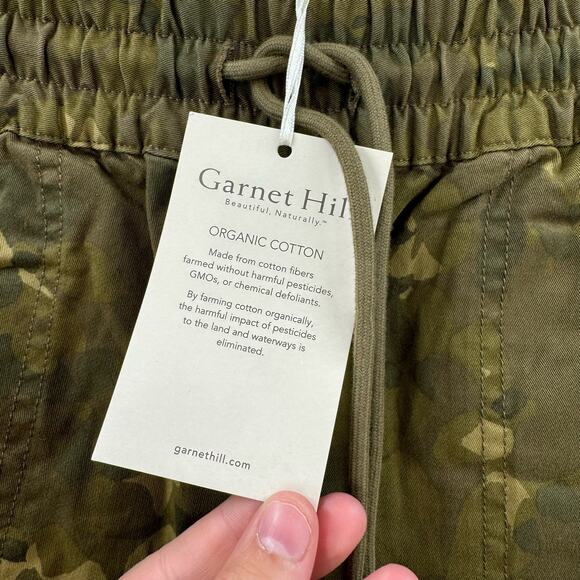 Garnet Hil
Beautiful, Naturally.™
ORGANIC COTTON
Made from cotton fibers
farmed without harmful pesticides,
GMOs, or chemical defoliants.
By farming cotton organically,
the harmful impact of pesticides
to the land and waterways is
eliminated.
garnethill.com